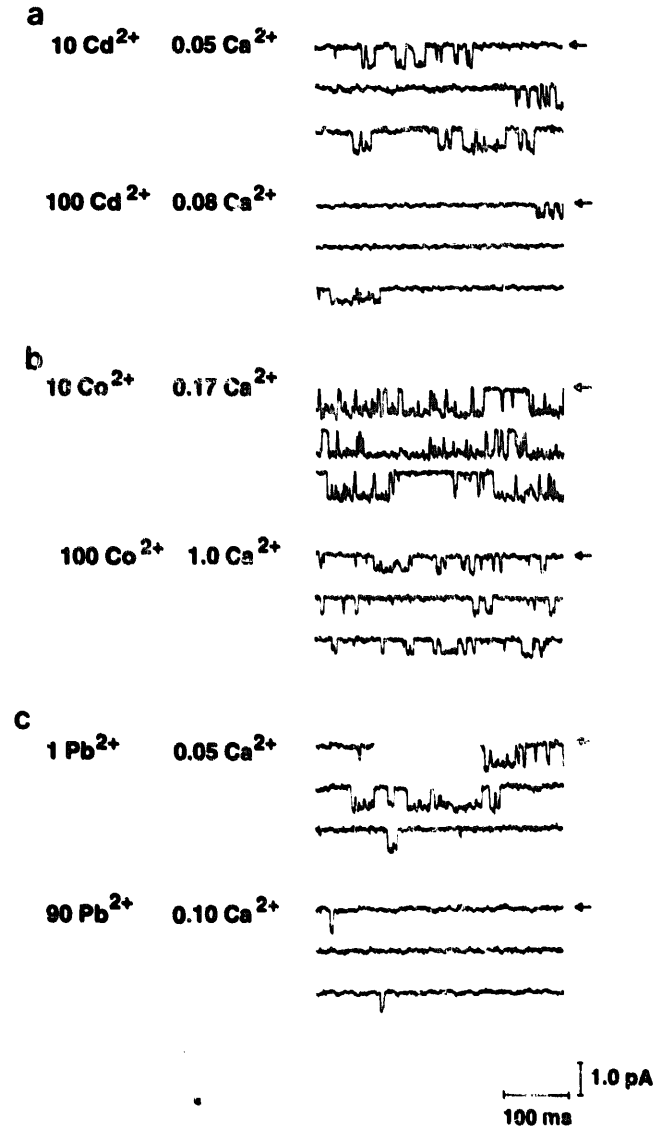 a
10 Cd²⁺ 0.05 Ca²⁺
100 Cd²⁺ 0.08 Ca²⁺
b
10 Co²⁺ 0.17 Ca²⁺
100 Co²⁺ 1.0 Ca²⁺
c
1 Pb²⁺ 0.05 Ca²⁺
90 Pb²⁺ 0.10 Ca²⁺
1.0 pA
100 ms